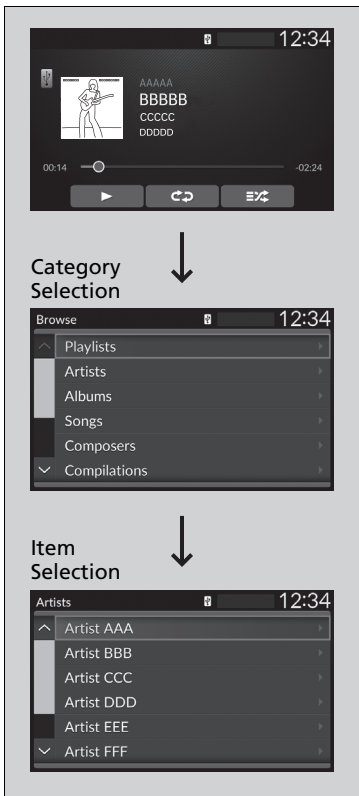 12:34
AAAAA
BBBBB
CCCCC
DDDDD
00:14
-02:24
Category
Selection
Browse
12:34
Playlists
Artists
Albums
Songs
Composers
Compilations
Item
Selection
Artists
12:34
Artist AAA
Artist BBB
Artist CCC
Artist DDD
Artist EEE
Artist FFF